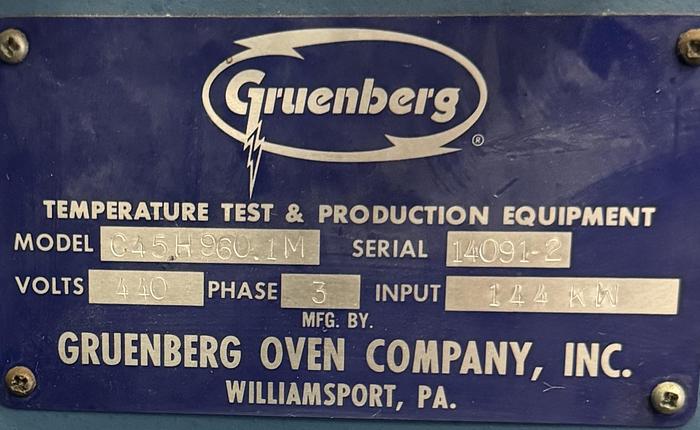 Gruenberg ®
TEMPERATURE TEST & PRODUCTION EQUIPMENT
MODEL C45H960.1M SERIAL 14091-2
VOLTS 440 PHASE 3 INPUT 144 KW
MFG. BY.
GRUENBERG OVEN COMPANY, INC.
WILLIAMSPORT, PA.